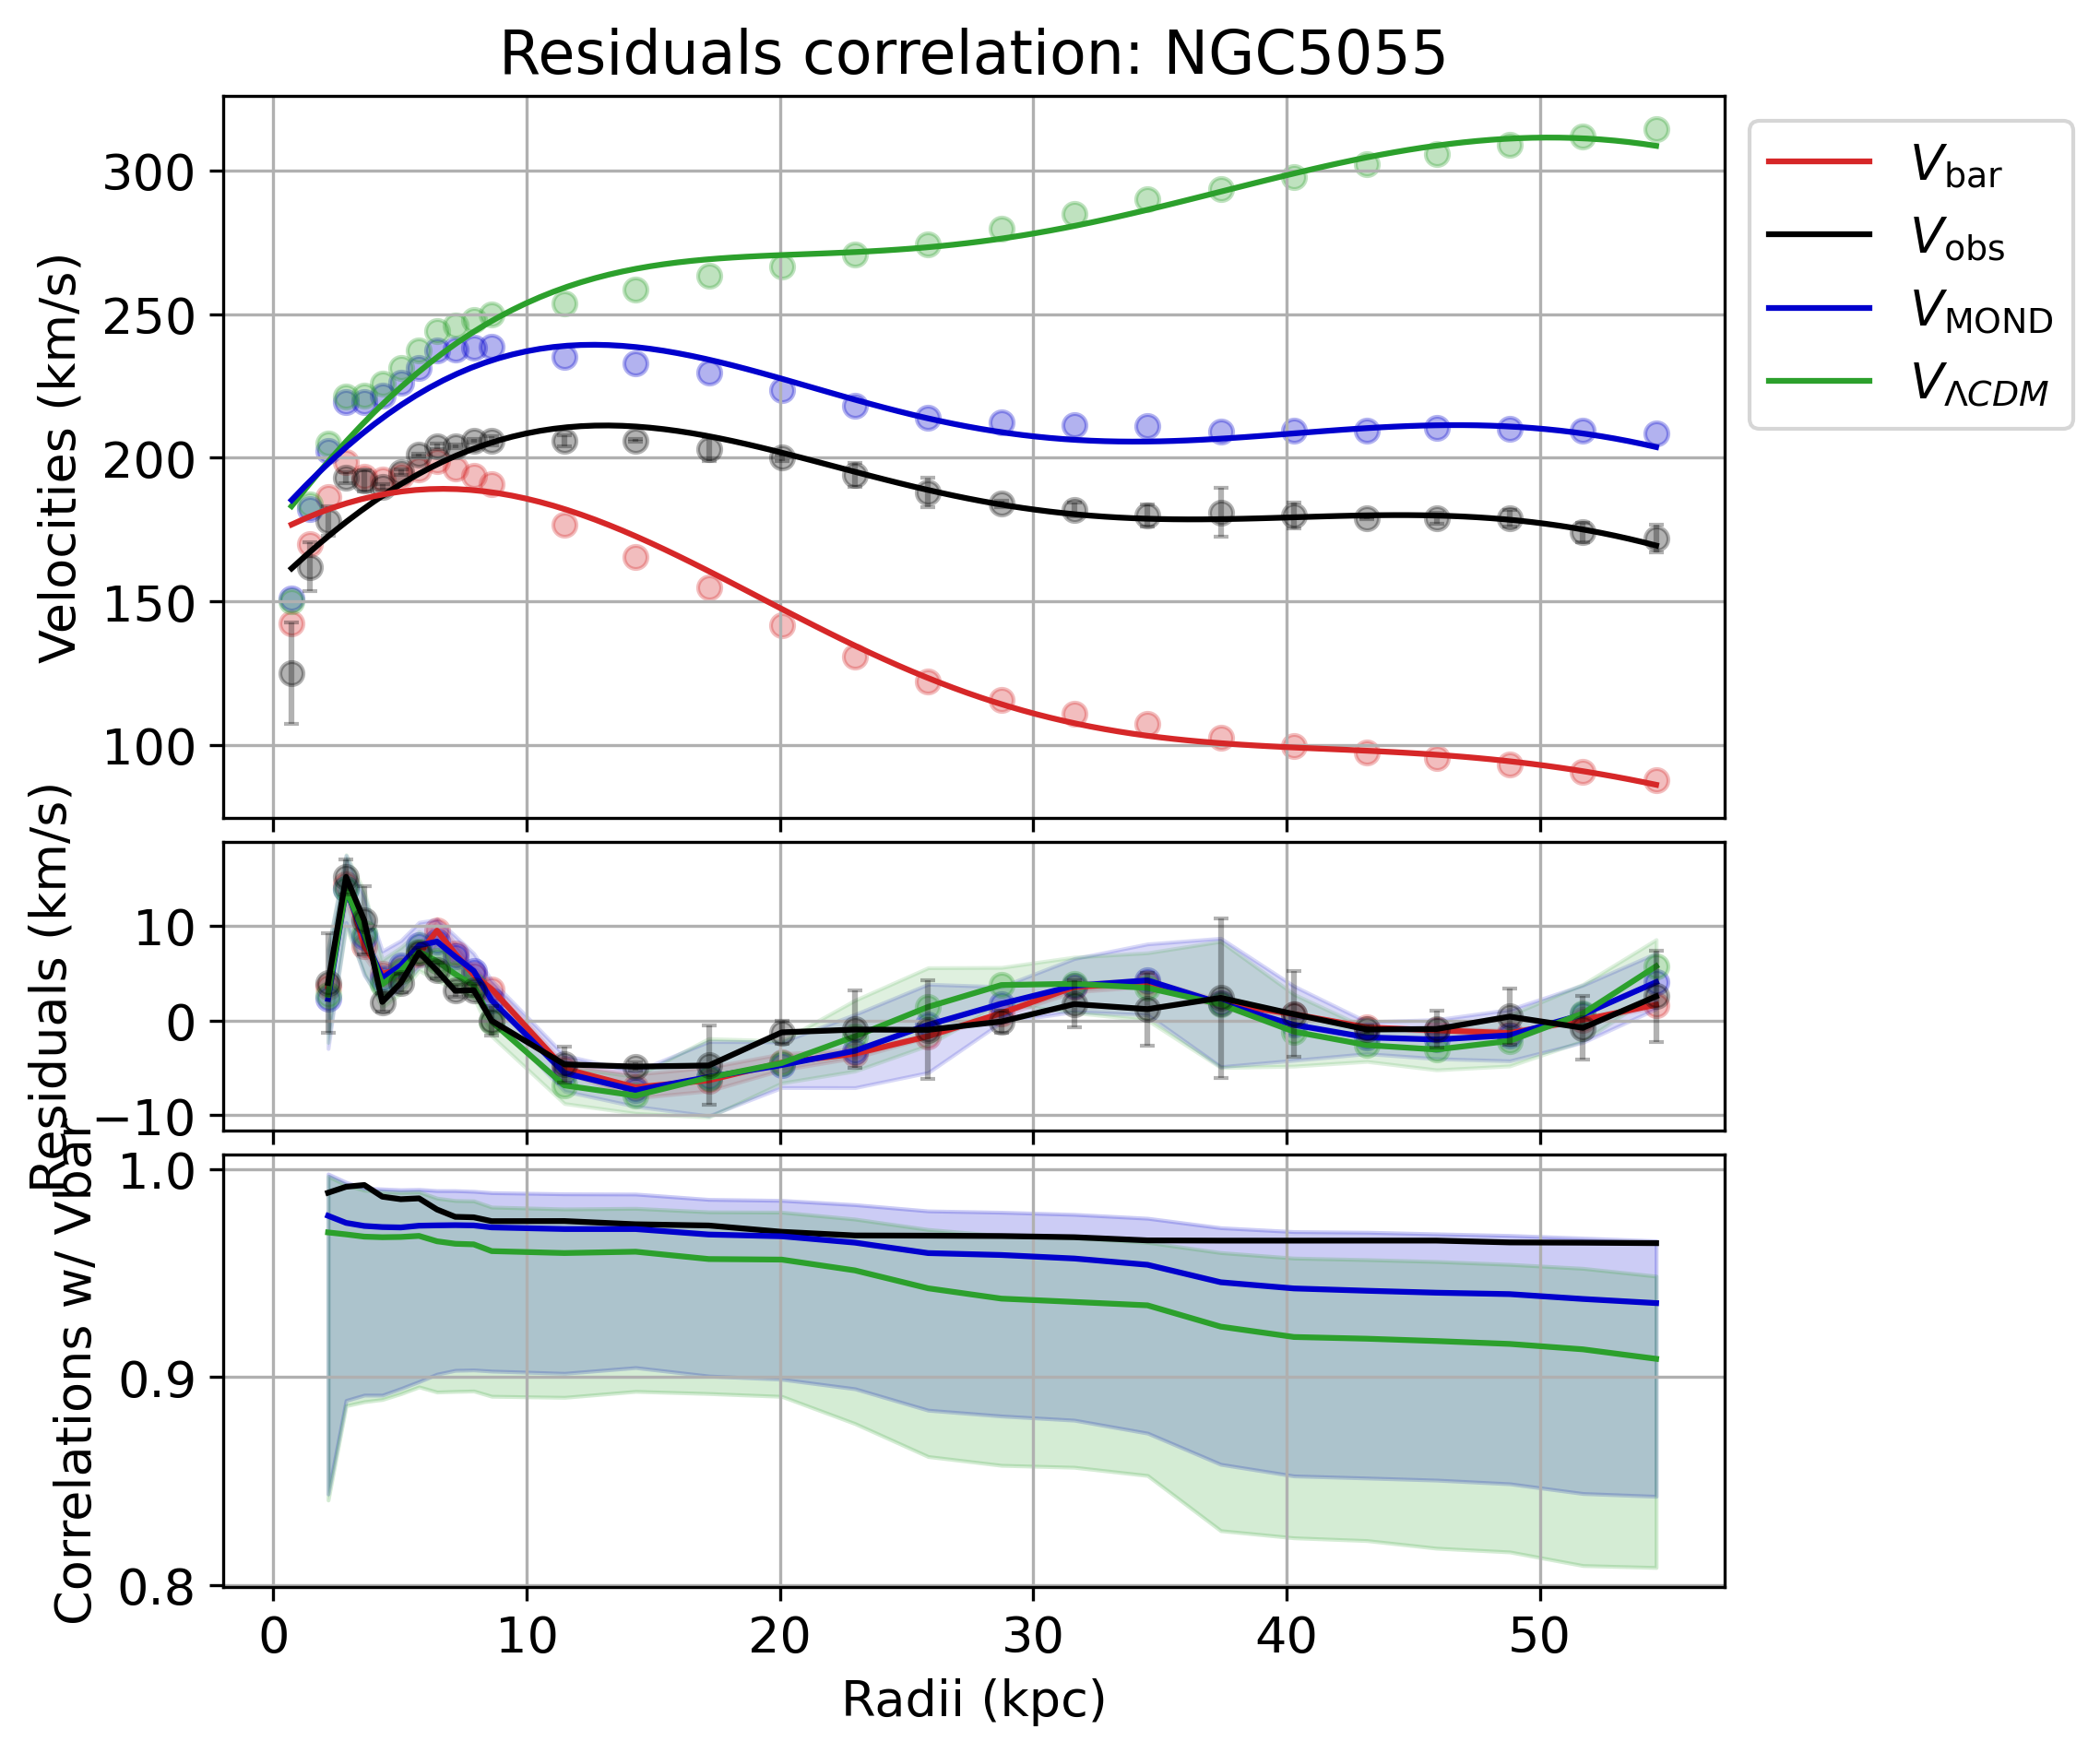 Residuals correlation: NGC5055
Velocities (km/s)
300
250
200
150
100
V_bar
V_obs
V_MOND
V_ΛCDM
Residuals (km/s)
10
0
−10
Correlations w/ Vbar
1.0
0.9
0.8
0 10 20 30 40 50
Radii (kpc)